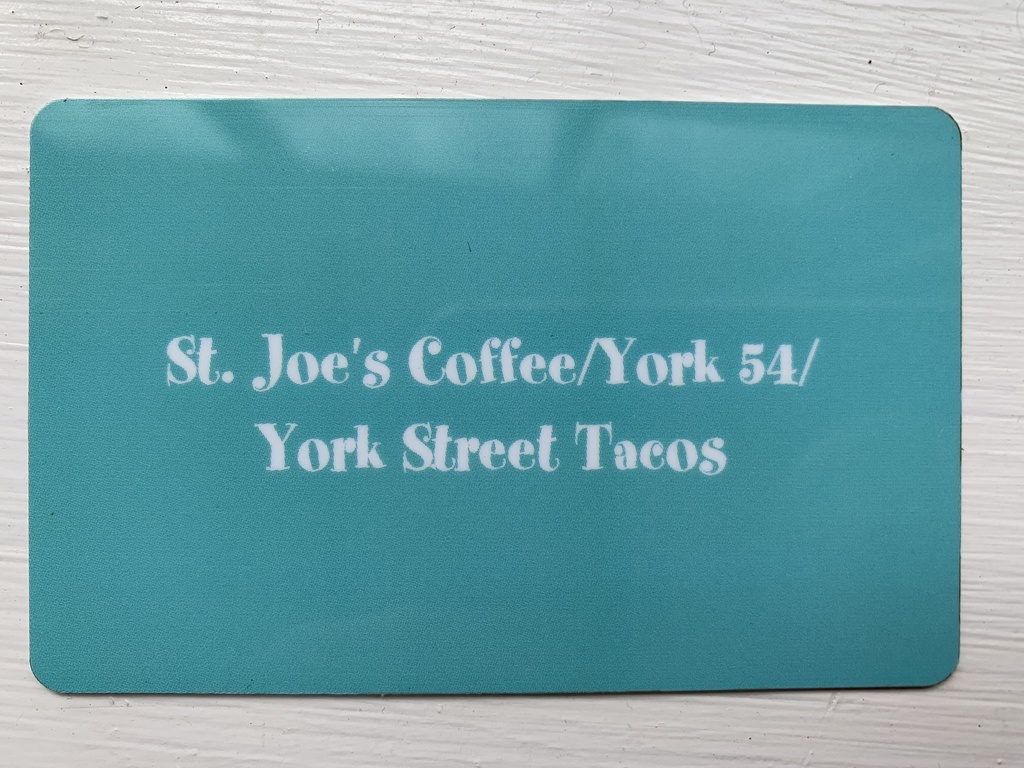 St. Joe's Coffee/York 54/
York Street Tacos